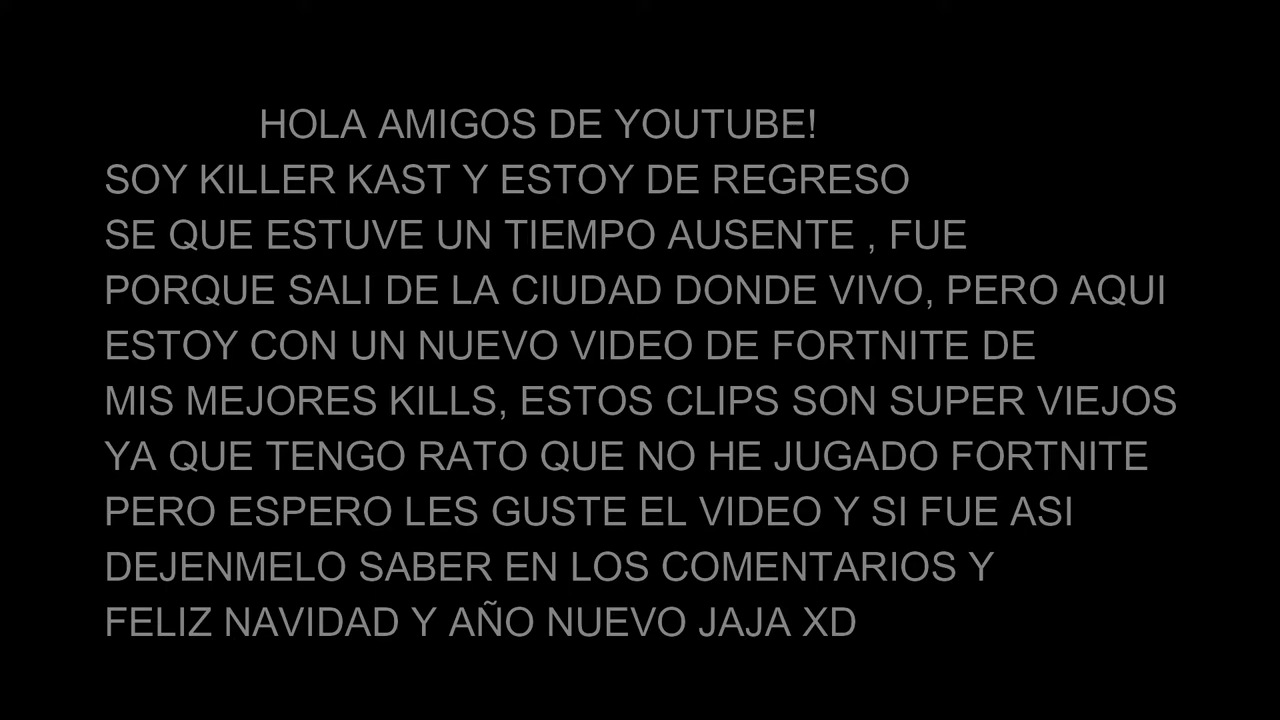 HOLA AMIGOS DE YOUTUBE!
SOY KILLER KAST Y ESTOY DE REGRESO
SE QUE ESTUVE UN TIEMPO AUSENTE , FUE
PORQUE SALI DE LA CIUDAD DONDE VIVO, PERO AQUI
ESTOY CON UN NUEVO VIDEO DE FORTNITE DE
MIS MEJORES KILLS, ESTOS CLIPS SON SUPER VIEJOS
YA QUE TENGO RATO QUE NO HE JUGADO FORTNITE
PERO ESPERO LES GUSTE EL VIDEO Y SI FUE ASI
DEJENMELO SABER EN LOS COMENTARIOS Y
FELIZ NAVIDAD Y AÑO NUEVO JAJA XD